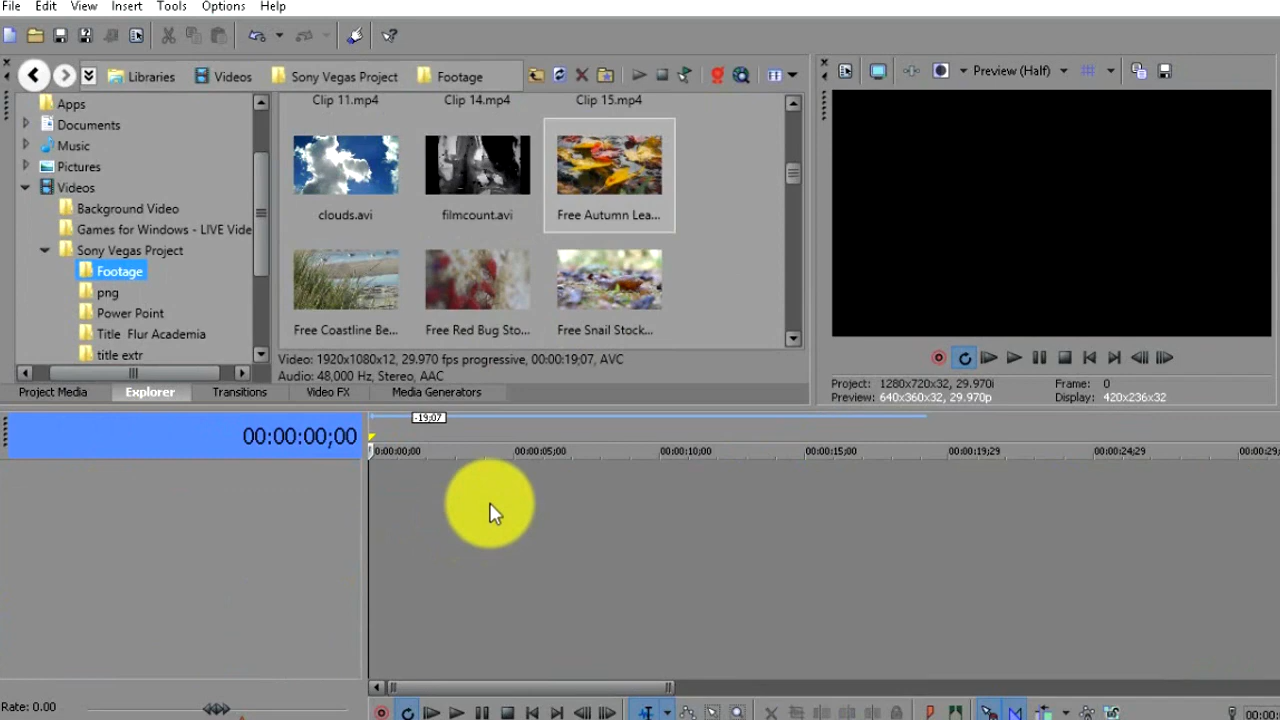 File Edit View Insert Tools Options Help
Libraries Videos Sony Vegas Project Footage
Preview (Half)
Apps
Documents
Music
Pictures
Videos
Background Video
Games for Windows - LIVE Vide
Sony Vegas Project
Footage
png
Power Point
Title Flur Academia
title extr
Clip 11.mp4 Clip 14.mp4 Clip 15.mp4
clouds.avi filmcount.avi Free Autumn Lea...
Free Coastline Be... Free Red Bug Sto... Free Snail Stock...
Video: 1920x1080x12, 29.970 fps progressive, 00:00:19;07, AVC
Audio: 48,000 Hz, Stereo, AAC
Project Media Explorer Transitions Video FX Media Generators
Project: 1280x720x32, 29.970i Frame: 0
Preview: 640x360x32, 29.970p Display: 420x236x32
-19;07
00:00:00;00
0:00:00;00 00:00:05;00 00:00:10;00 00:00:15;00 00:00:19;29 00:00:24;29 00:00:29;
Rate: 0.00
00:00: